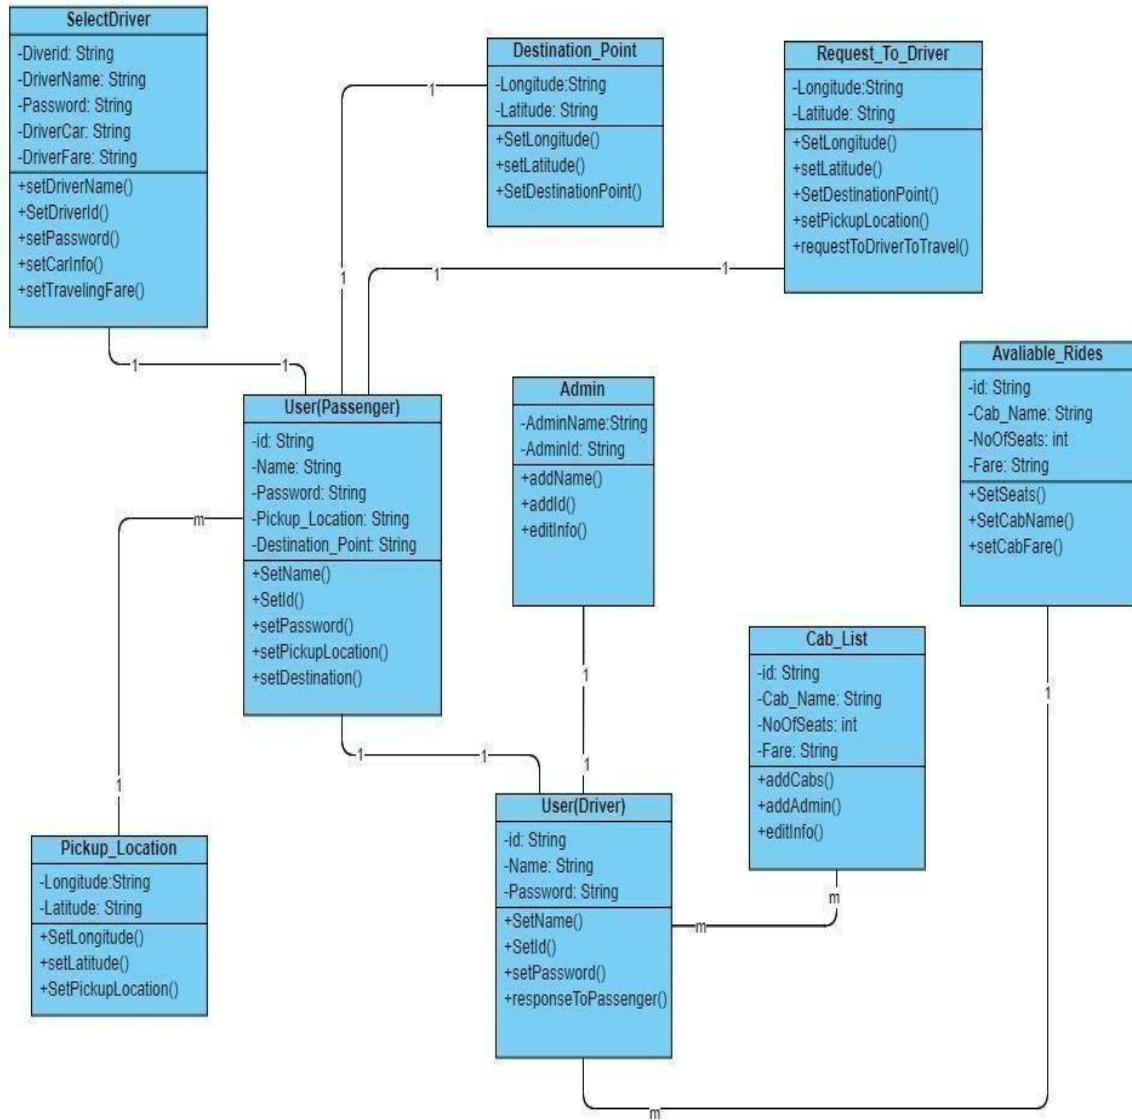 SelectDriver
-Diverid: String
-DriverName: String
-Password: String
-DriverCar: String
-DriverFare: String
+setDriverName()
+SetDriverId()
+setPassword()
+setCarInfo()
+setTravelingFare()
1
1
Destination_Point
-Longitude:String
-Latitude: String
+SetLongitude()
+setLatitude()
+SetDestinationPoint()
1
1
Request_To_Driver
-Longitude:String
-Latitude: String
+SetLongitude()
+setLatitude()
+SetDestinationPoint()
+setPickupLocation()
+requestToDriverToTravel()
1
1
User(Passenger)
-id: String
-Name: String
-Password: String
-Pickup_Location: String
-Destination_Point: String
+SetName()
+SetId()
+setPassword()
+setPickupLocation()
+setDestination()
m
1
1
1
Admin
-AdminName:String
-AdminId: String
+addName()
+addId()
+editInfo()
1
1
Avaliable_Rides
-id: String
-Cab_Name: String
-NoOfSeats: int
-Fare: String
+SetSeats()
+SetCabName()
+setCabFare()
1
Cab_List
-id: String
-Cab_Name: String
-NoOfSeats: int
-Fare: String
+addCabs()
+addAdmin()
+editInfo()
m
m
Pickup_Location
-Longitude:String
-Latitude: String
+SetLongitude()
+setLatitude()
+SetPickupLocation()
User(Driver)
-id: String
-Name: String
-Password: String
+SetName()
+SetId()
+setPassword()
+responseToPassenger()
m